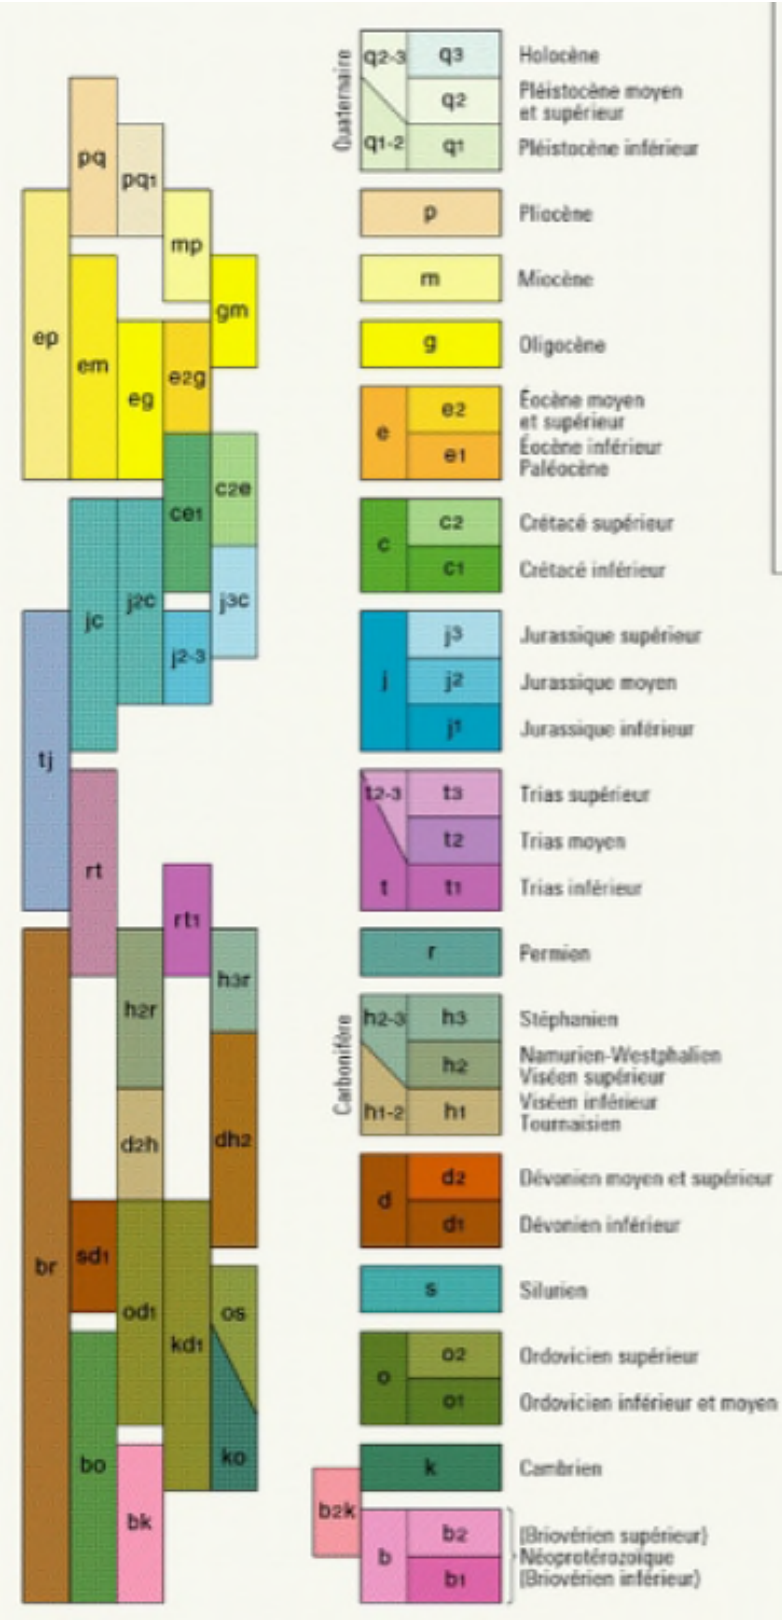 Quaternaire
q2-3
q3
Holocène
q2
Pléistocène moyen
et supérieur
q1-2
q1
Pléistocène inférieur
pq
pq1
p
Pliocène
mp
m
Miocène
gm
ep
em
eg
e2g
g
Oligocène
e
e2
Éocène moyen
et supérieur
e1
Éocène inférieur
Paléocène
ce1
c2e
c
c2
Crétacé supérieur
c1
Crétacé inférieur
jc
j2c
j3c
j2-3
j
j3
Jurassique supérieur
j2
Jurassique moyen
j1
Jurassique inférieur
tj
t2-3
t3
Trias supérieur
t2
Trias moyen
rt
t
t1
Trias inférieur
rt1
r
Permien
h2r
h3r
Carbonifère
h2-3
h3
Stéphanien
h2
Namurien-Westphalien
Viséen supérieur
h1-2
h1
Viséen inférieur
Tournaisien
d2h
dh2
d
d2
Dévonien moyen et supérieur
d1
Dévonien inférieur
br
sd1
od1
kd1
os
s
Silurien
o
o2
Ordovicien supérieur
o1
Ordovicien inférieur et moyen
bo
ko
k
Cambrien
bk
b2k
b
b2
(Briovérien supérieur)
Néoprotérozoïque
b1
(Briovérien inférieur)